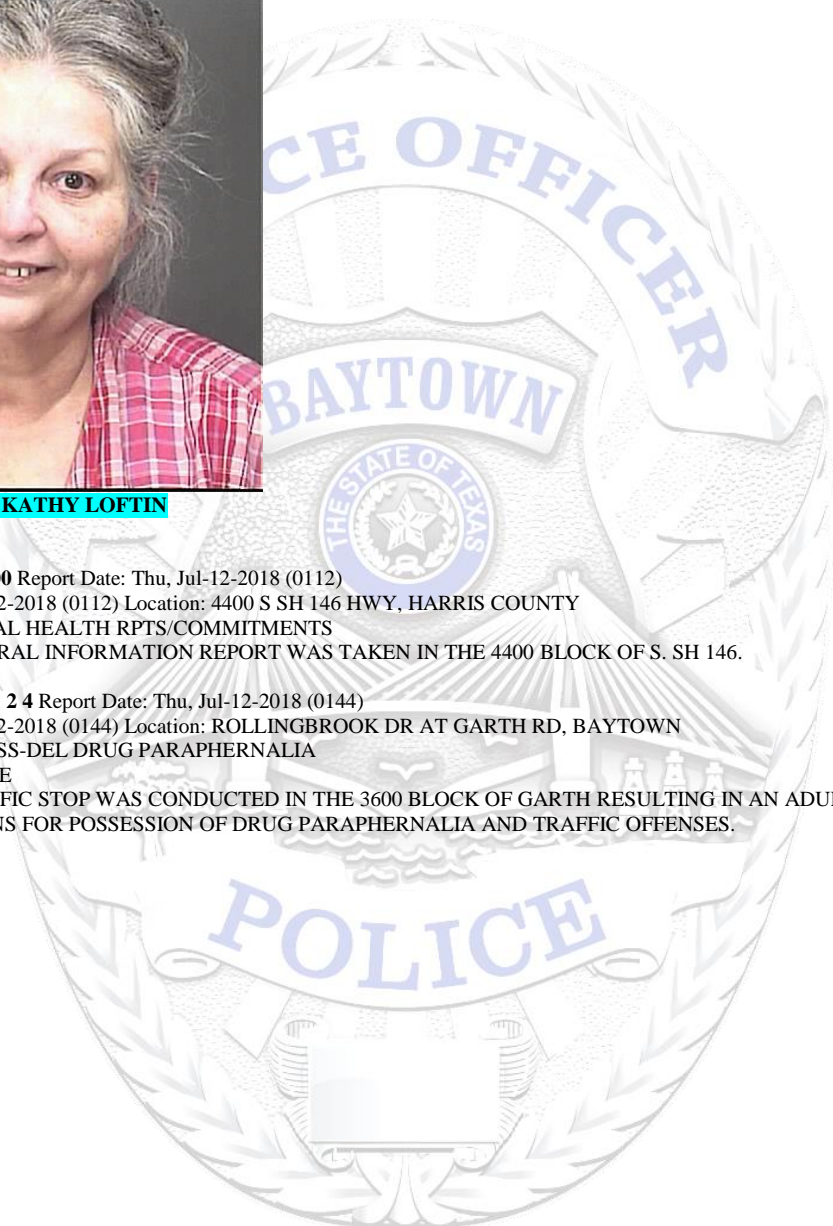 POLICE OFFICER
BAYTOWN
THE STATE OF TEXAS
KATHY LOFTIN
0 Report Date: Thu, Jul-12-2018 (0112)
2-2018 (0112) Location: 4400 S SH 146 HWY, HARRIS COUNTY
AL HEALTH RPTS/COMMITMENTS
RAL INFORMATION REPORT WAS TAKEN IN THE 4400 BLOCK OF S. SH 146.
2 4 Report Date: Thu, Jul-12-2018 (0144)
2-2018 (0144) Location: ROLLINGBROOK DR AT GARTH RD, BAYTOWN
SS-DEL DRUG PARAPHERNALIA
E
FIC STOP WAS CONDUCTED IN THE 3600 BLOCK OF GARTH RESULTING IN AN ADU
NS FOR POSSESSION OF DRUG PARAPHERNALIA AND TRAFFIC OFFENSES.
POLICE